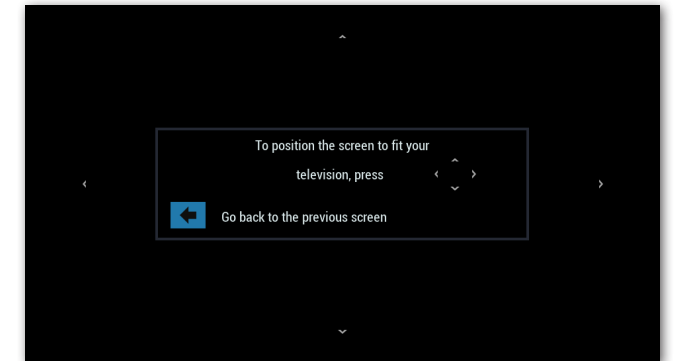 To position the screen to fit your
television, press
Go back to the previous screen